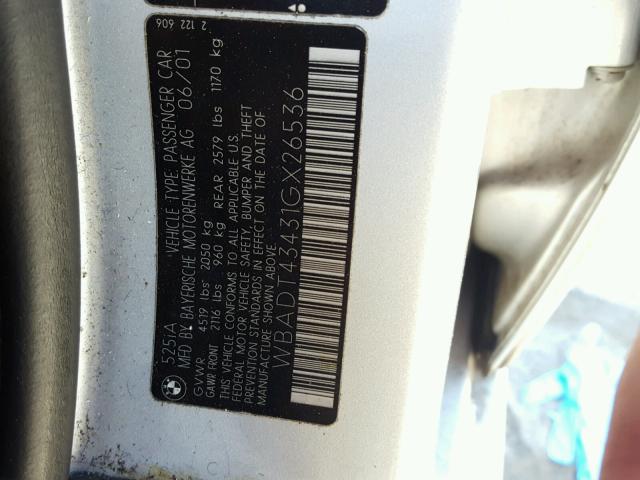 2 122 606
525iA VEHICLE TYPE: PASSENGER CAR
MFD BY BAYERISCHE MOTORENWERKE AG 06/01
GVWR 4519 lbs 2050 kg
GAWR FRONT 2116 lbs 960 kg REAR 2579 lbs 1170 kg
THIS VEHICLE CONFORMS TO ALL APPLICABLE U.S.
FEDERAL MOTOR VEHICLE SAFETY, BUMPER AND THEFT
PREVENTION STANDARDS IN EFFECT ON THE DATE OF
MANUFACTURE SHOWN ABOVE
WBADT43431GX26536